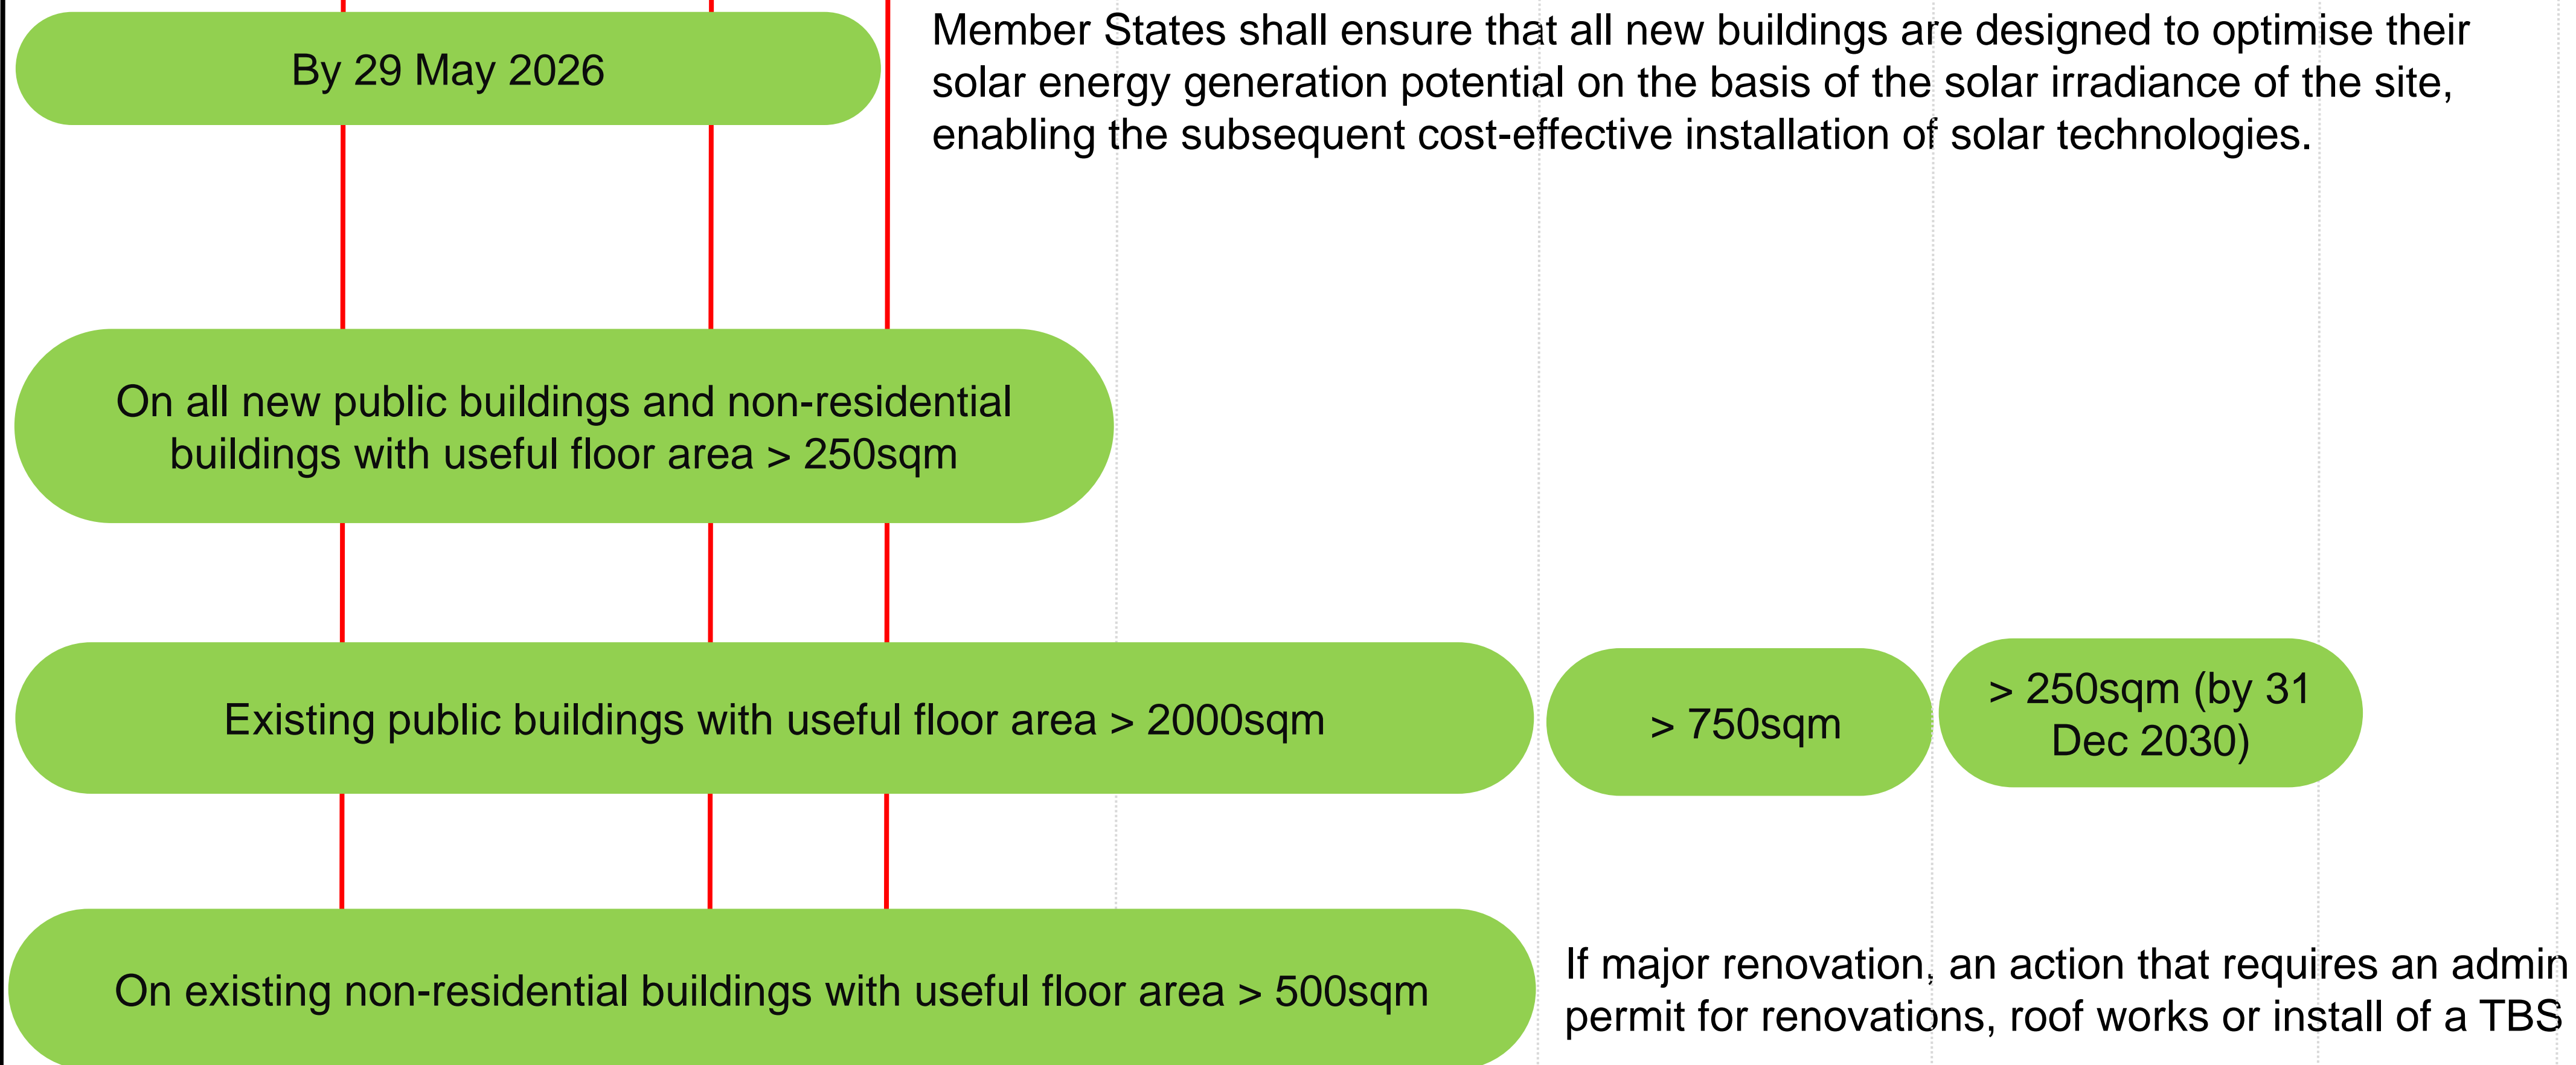 By 29 May 2026
Member States shall ensure that all new buildings are designed to optimise their
solar energy generation potential on the basis of the solar irradiance of the site,
enabling the subsequent cost-effective installation of solar technologies.
On all new public buildings and non-residential
buildings with useful floor area > 250sqm
Existing public buildings with useful floor area > 2000sqm
> 750sqm
> 250sqm (by 31
Dec 2030)
On existing non-residential buildings with useful floor area > 500sqm
If major renovation, an action that requires an admin
permit for renovations, roof works or install of a TBS